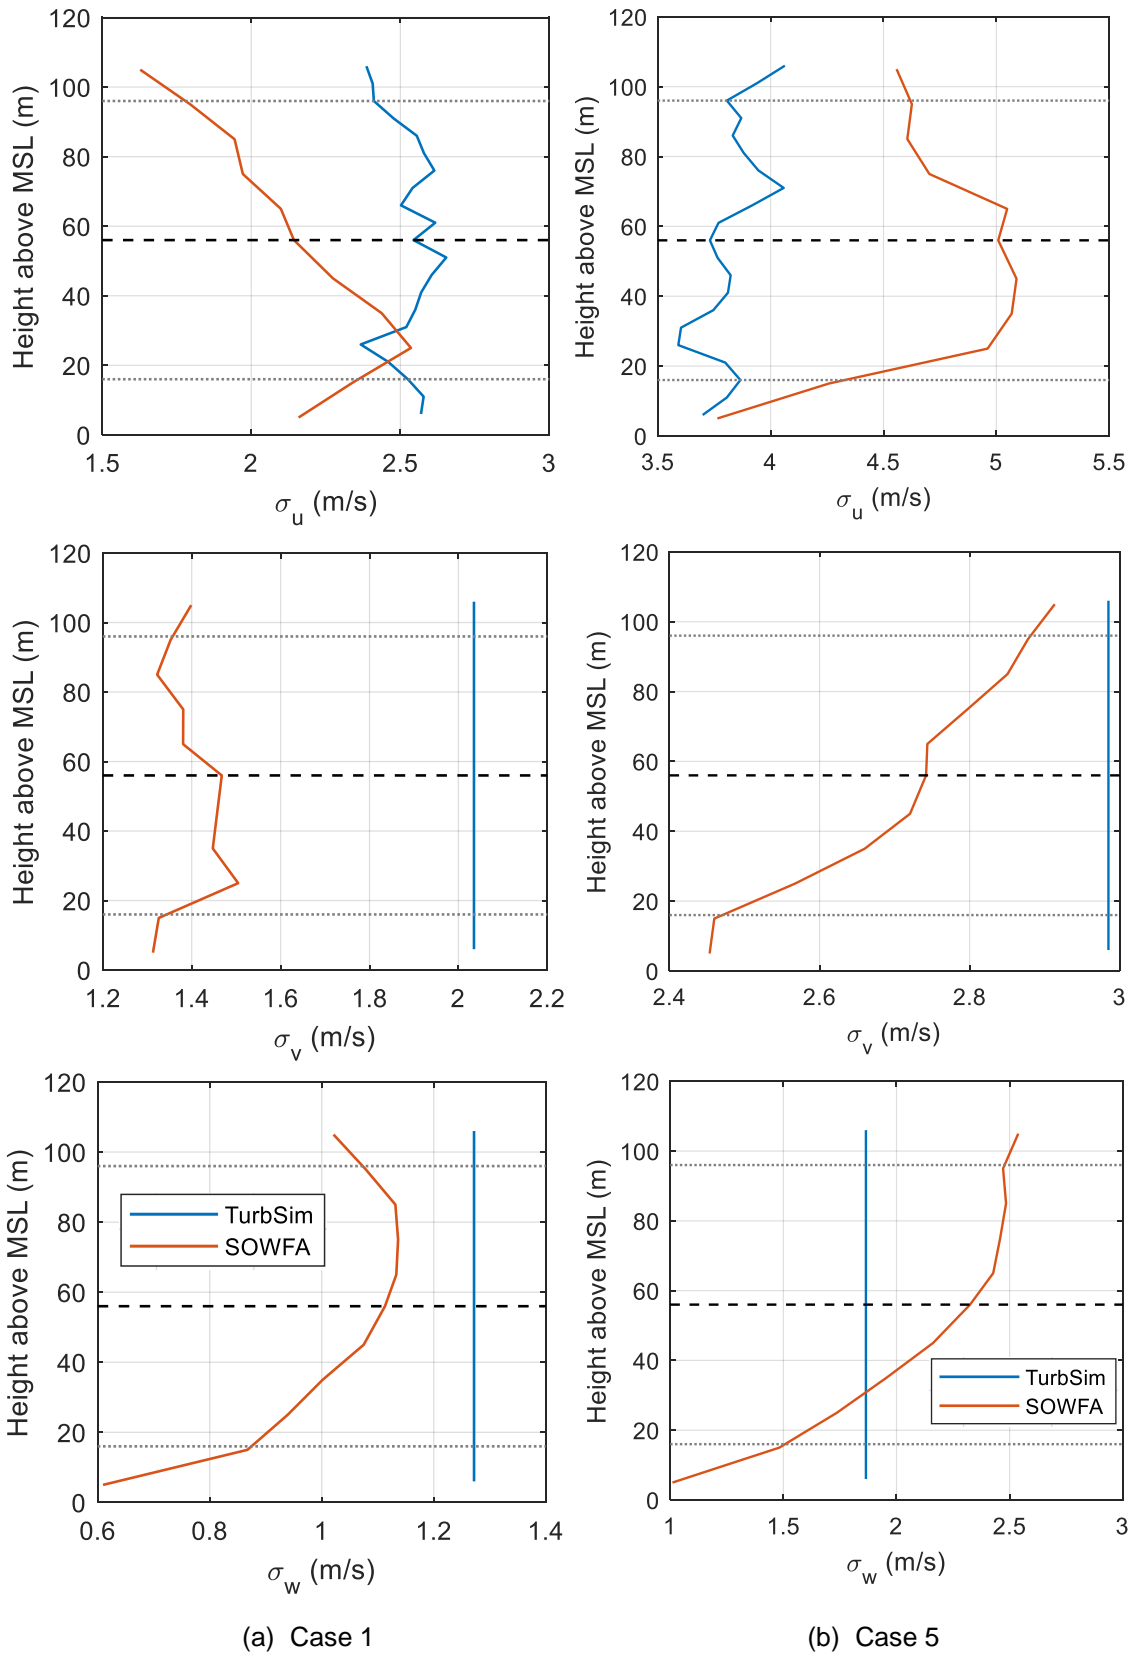 120
100
80
60
40
20
0
Height above MSL (m)
1.5 2 2.5 3
σu (m/s)
120
100
80
60
40
20
0
Height above MSL (m)
3.5 4 4.5 5 5.5
σu (m/s)
120
100
80
60
40
20
0
Height above MSL (m)
1.2 1.4 1.6 1.8 2 2.2
σv (m/s)
120
100
80
60
40
20
0
Height above MSL (m)
2.4 2.6 2.8 3
σv (m/s)
120
100
80
60
40
20
0
Height above MSL (m)
TurbSim
SOWFA
0.6 0.8 1 1.2 1.4
σw (m/s)
120
100
80
60
40
20
0
Height above MSL (m)
TurbSim
SOWFA
1 1.5 2 2.5 3
σw (m/s)
(a) Case 1
(b) Case 5